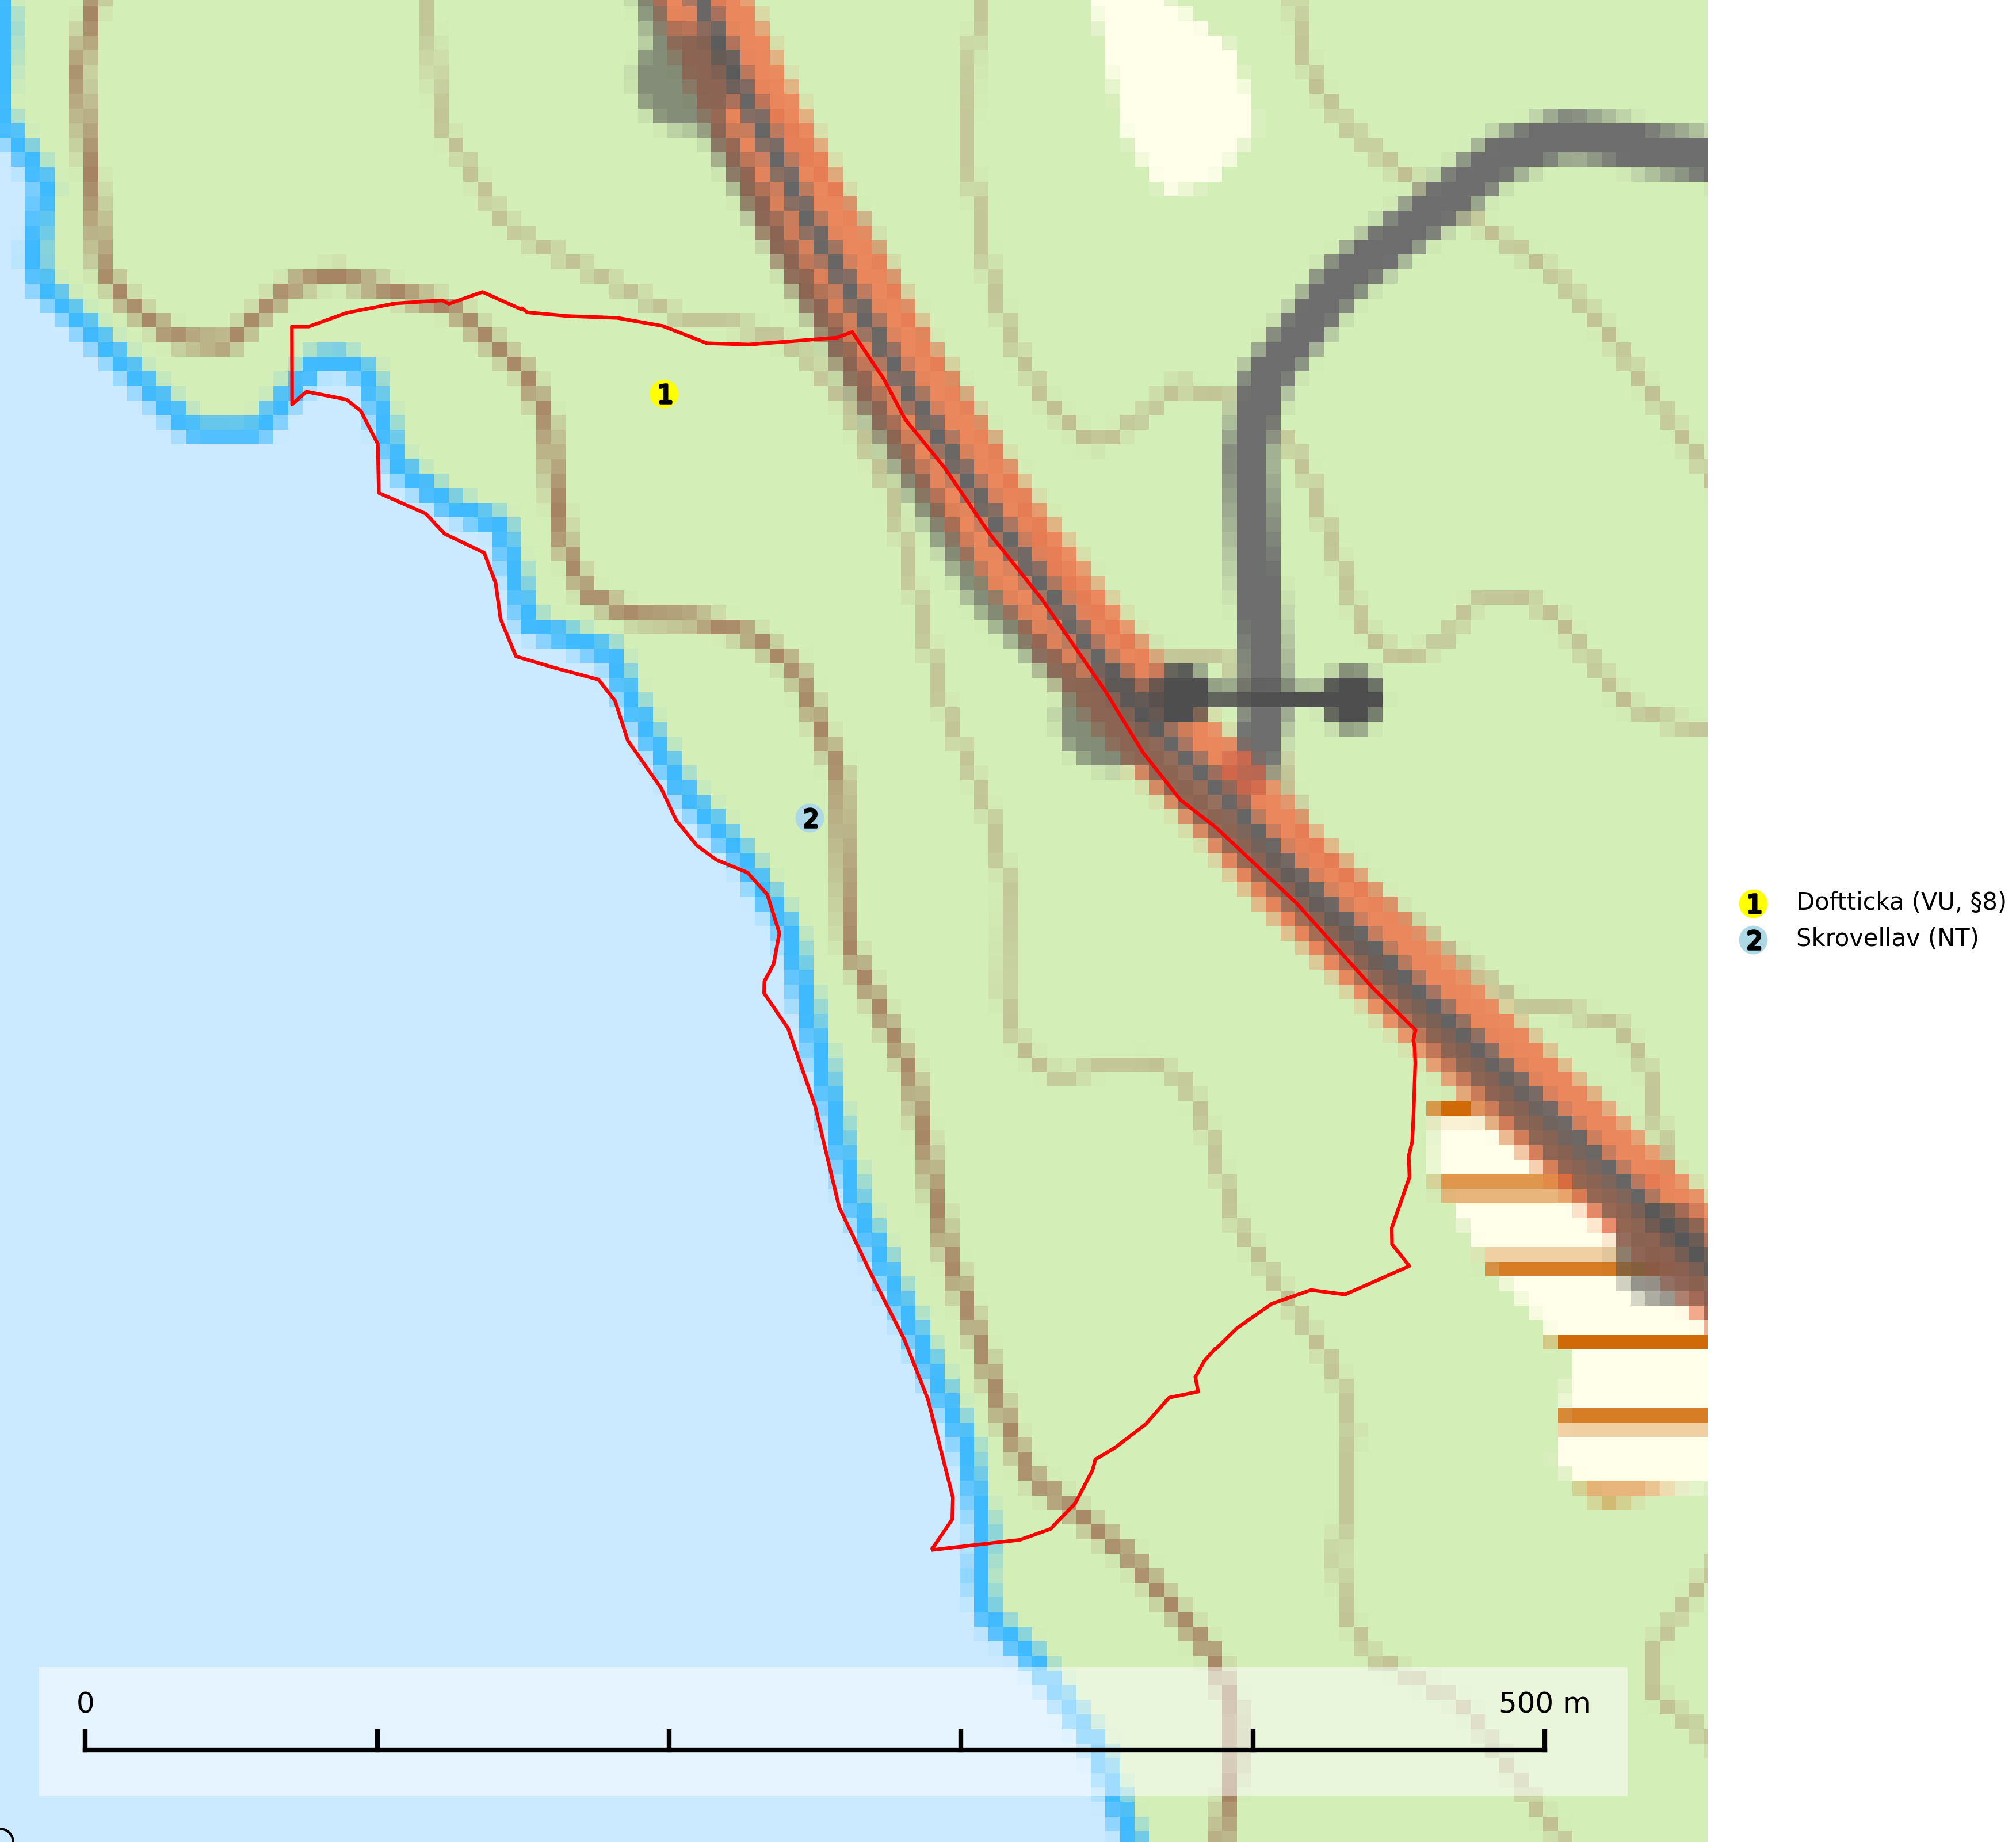 1
2
1 Doftticka (VU, §8)
2 Skrovellav (NT)
0 500 m